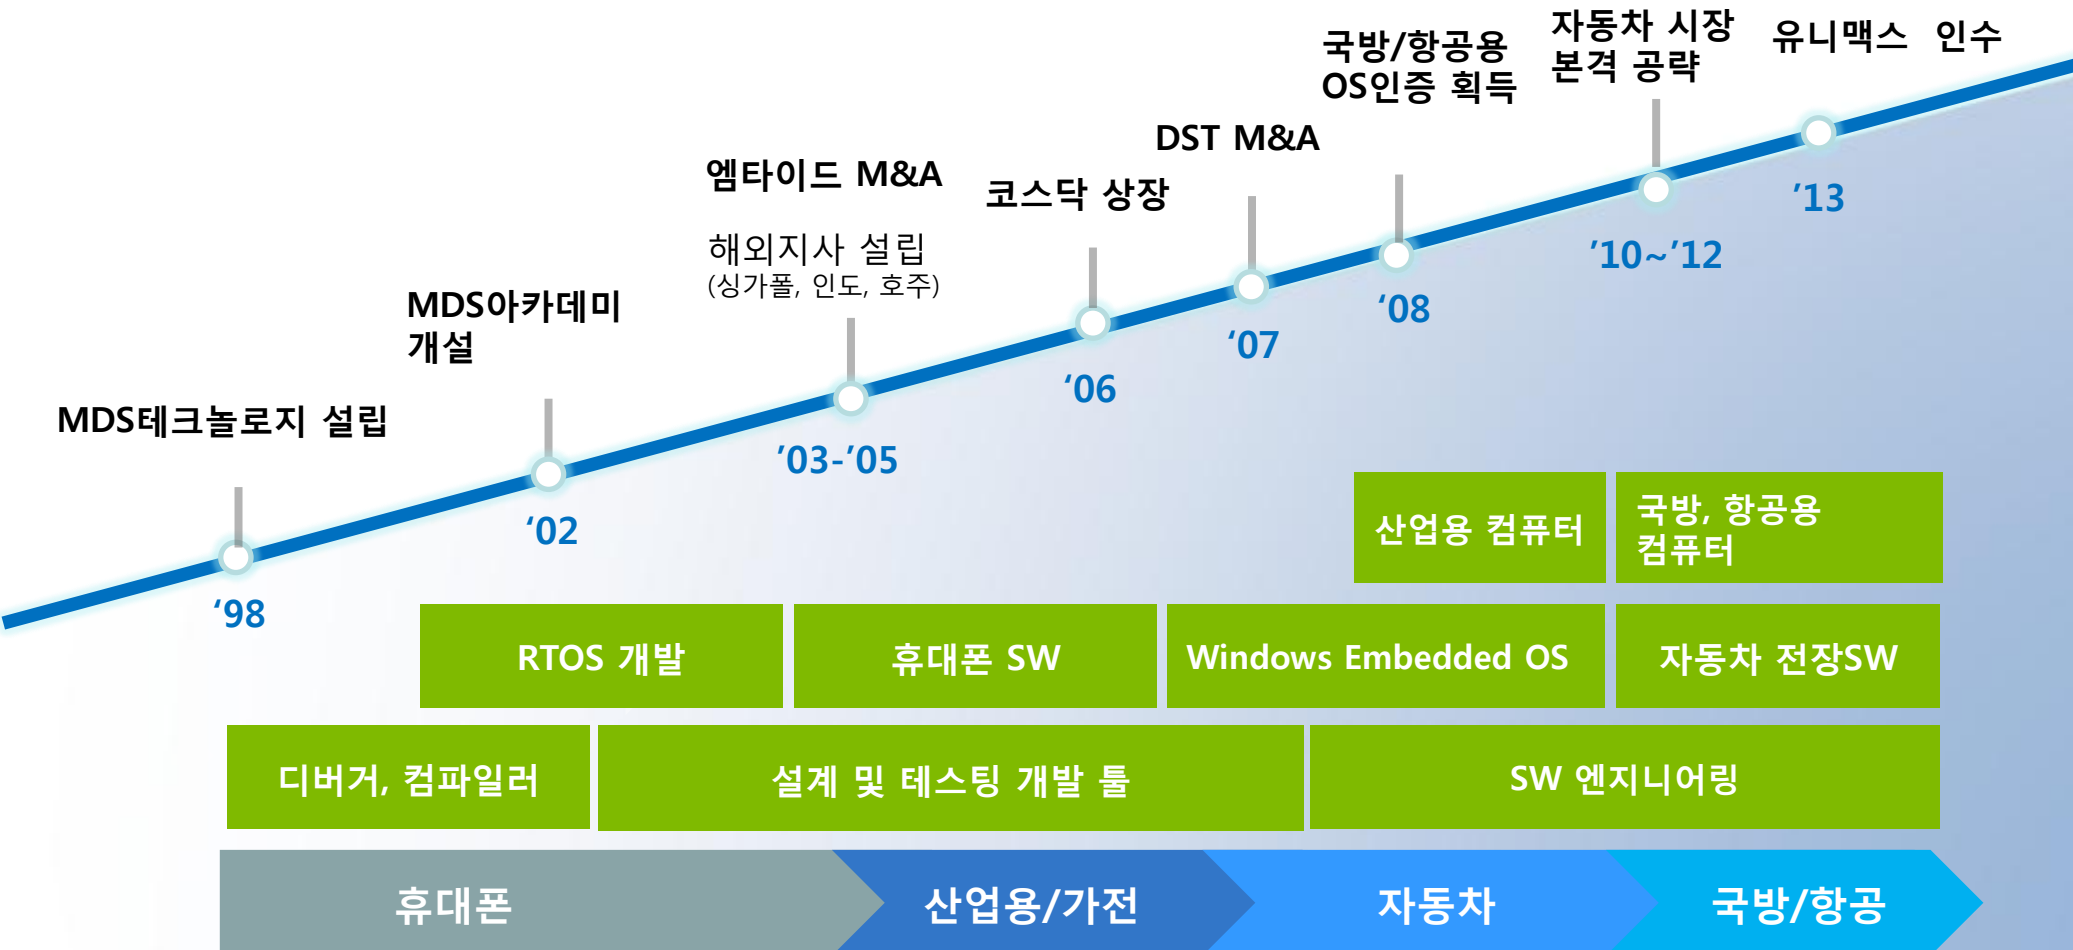 자동차 시장
본격 공략
유니맥스 인수
국방/항공용
OS인증 획득
DST M&A
엠타이드 M&A
코스닥 상장
해외지사 설립
(싱가폴, 인도, 호주)
MDS아카데미
개설
MDS테크놀로지 설립
‘98
‘02
’03-’05
‘06
‘07
‘08
’10~’12
’13
산업용 컴퓨터
국방, 항공용
컴퓨터
RTOS 개발
휴대폰 SW
Windows Embedded OS
자동차 전장SW
디버거, 컴파일러
설계 및 테스팅 개발 툴
SW 엔지니어링
휴대폰
산업용/가전
자동차
국방/항공